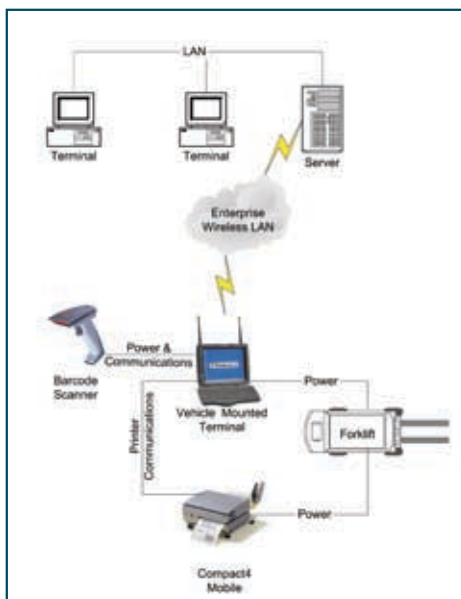 LAN
Terminal
Terminal
Server
Enterprise
Wireless LAN
Power &
Communications
Barcode
Scanner
Vehicle Mounted
Terminal
Power
Forklift
Printer
Communications
Power
Compact4
Mobile